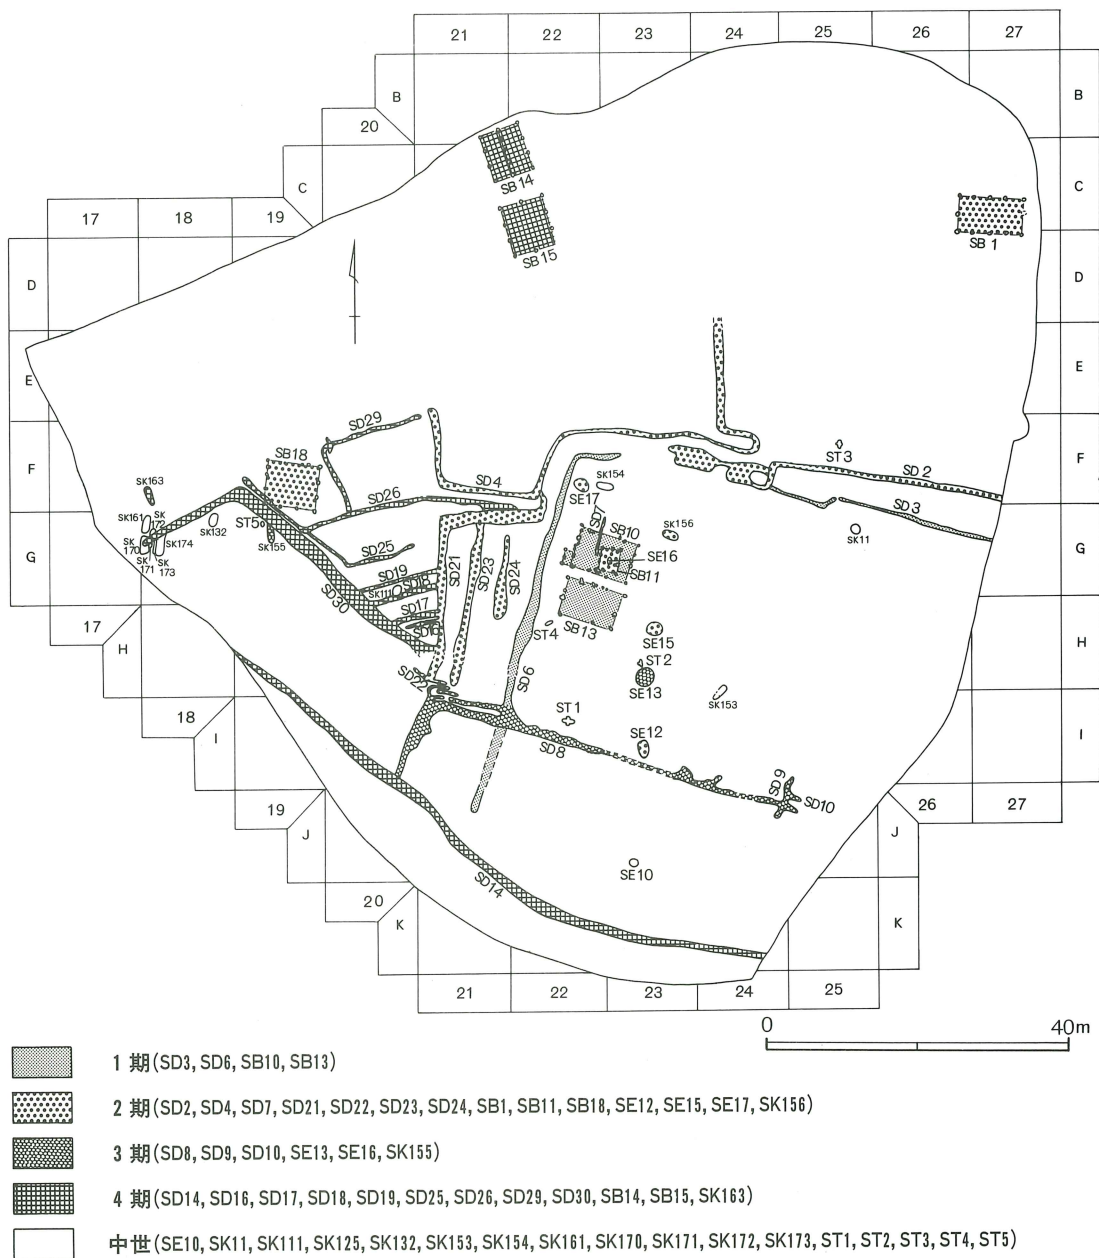 21 22 23 24 25 26 27
B B
20
C C
SB14
17 18 19
SB1
SB15
D D
E E
SD29
F SB18 SD4 ST3 SD2 F
SK163 SK154
SD26 SE17 SD3
SK161 SK172 SD7 SB10 SK156
ST5 SK132 SK11
G SK170 SK174 SK155 SD25 SE16 G
SK171 SK173 SD21 SD23 SD24 SB11
SD19
SD30 SK111 SD18
SD17 SB13
17 SD16 ST4 SE15 H
H ST2
SD22 SD6 SE13
SK153
18 ST1
I SE12 I
SD8
SD9
SD10
19 26 27
J J
SE10
SD14
20
K K
21 22 23 24 25
0 40m
1 期(SD3, SD6, SB10, SB13)
2 期(SD2, SD4, SD7, SD21, SD22, SD23, SD24, SB1, SB11, SB18, SE12, SE15, SE17, SK156)
3 期(SD8, SD9, SD10, SE13, SE16, SK155)
4 期(SD14, SD16, SD17, SD18, SD19, SD25, SD26, SD29, SD30, SB14, SB15, SK163)
中世(SE10, SK11, SK111, SK125, SK132, SK153, SK154, SK161, SK170, SK171, SK172, SK173, ST1, ST2, ST3, ST4, ST5)